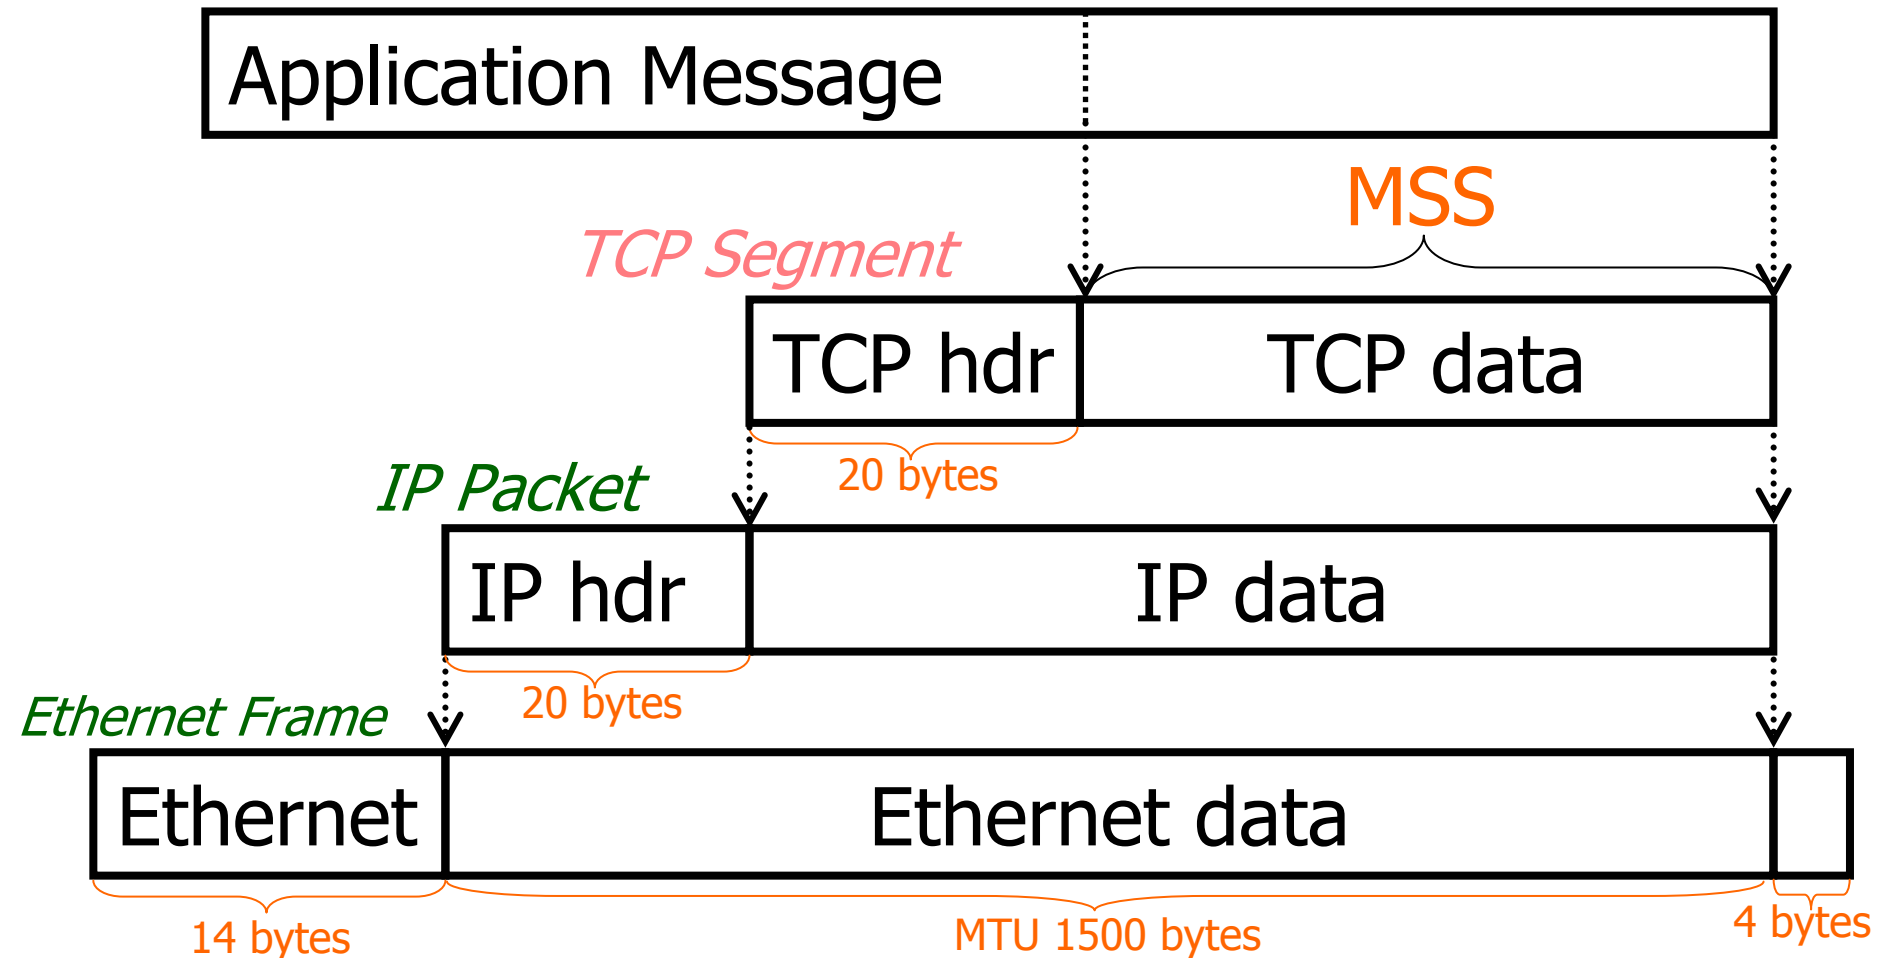 Application Message
MSS
TCP Segment
TCP hdr
TCP data
20 bytes
IP Packet
IP hdr
IP data
20 bytes
Ethernet Frame
Ethernet
Ethernet data
14 bytes
MTU 1500 bytes
4 bytes